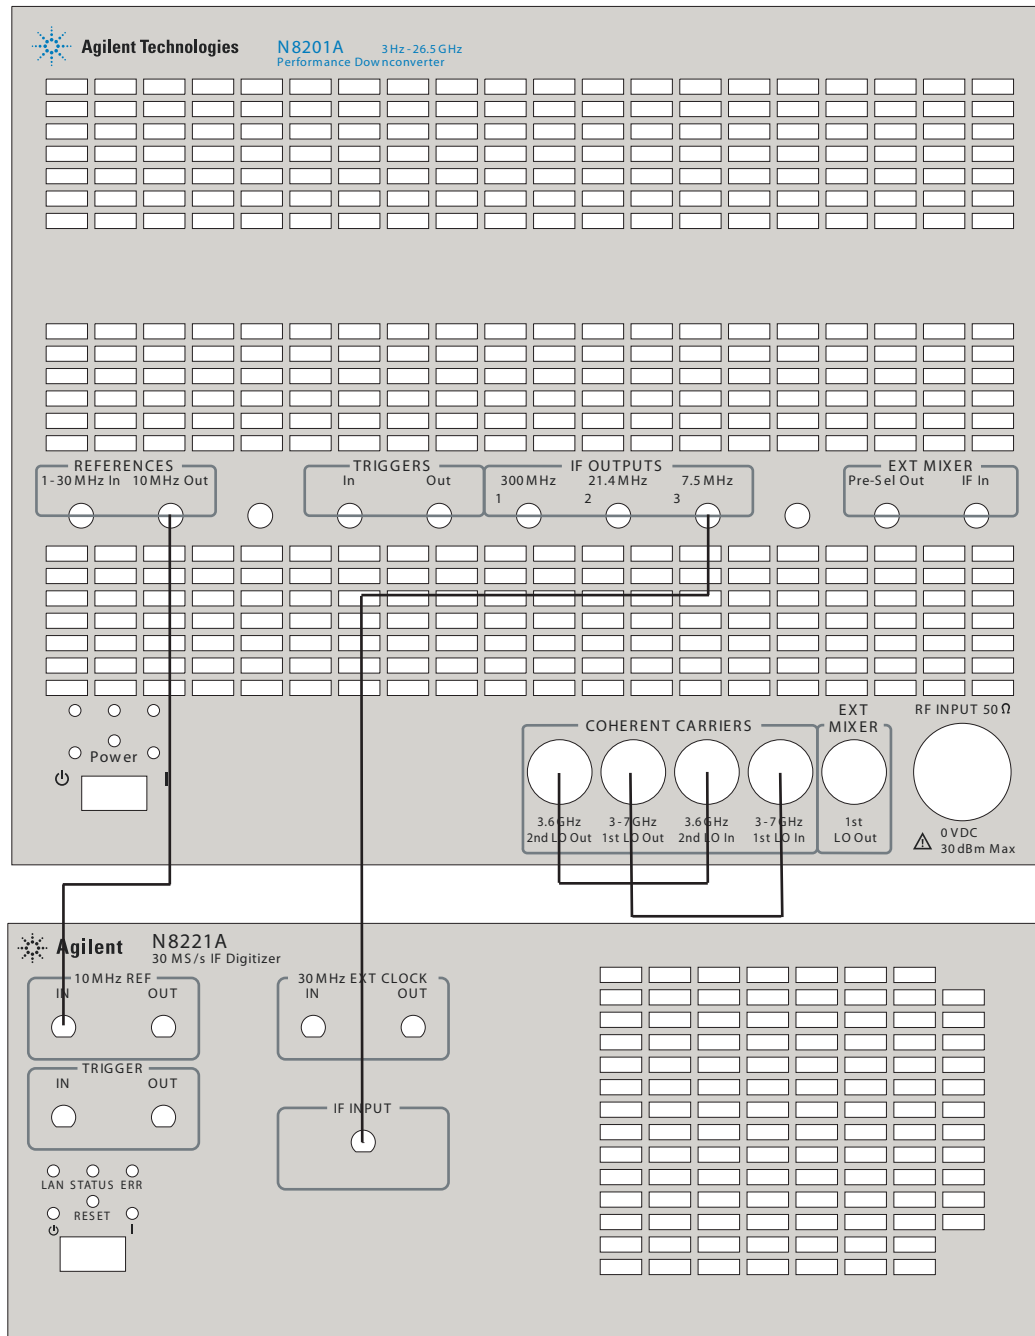 Agilent Technologies
N8201A 3 Hz - 26.5 GHz
Performance Downconverter
REFERENCES
1 - 30 MHz In 10 MHz Out
TRIGGERS
In Out
IF OUTPUTS
300 MHz 21.4 MHz 7.5 MHz
1 2 3
EXT MIXER
Pre-Sel Out IF In
Power
COHERENT CARRIERS
3.6 GHz 3 - 7 GHz 3.6 GHz 3 - 7 GHz
2nd LO Out 1st LO Out 2nd LO In 1st LO In
EXT
MIXER
1st
LO Out
RF INPUT 50 Ω
0 VDC
30 dBm Max
Agilent
N8221A
30 MS/s IF Digitizer
10 MHz REF
IN OUT
30 MHz EXT CLOCK
IN OUT
TRIGGER
IN OUT
IF INPUT
LAN STATUS ERR
RESET